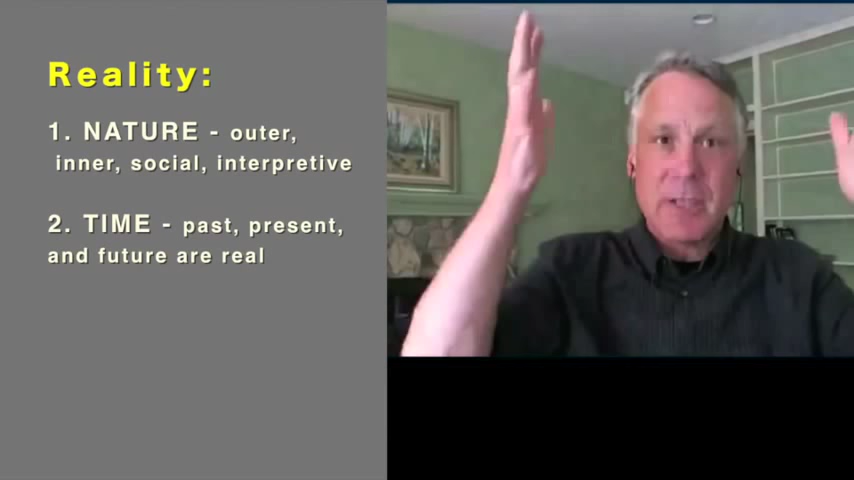 Reality:
1. NATURE - outer,
inner, social, interpretive
2. TIME - past, present,
and future are real